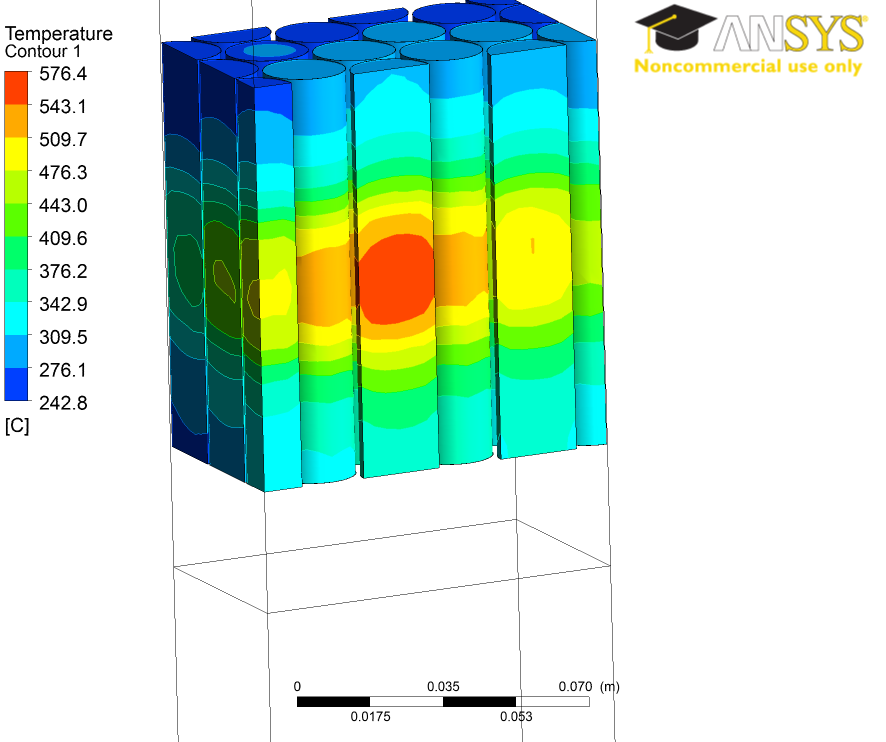 Temperature
Contour 1
576.4
543.1
509.7
476.3
443.0
409.6
376.2
342.9
309.5
276.1
242.8
[C]
ANSYS
Noncommercial use only
0 0.035 0.070 (m)
0.0175 0.053